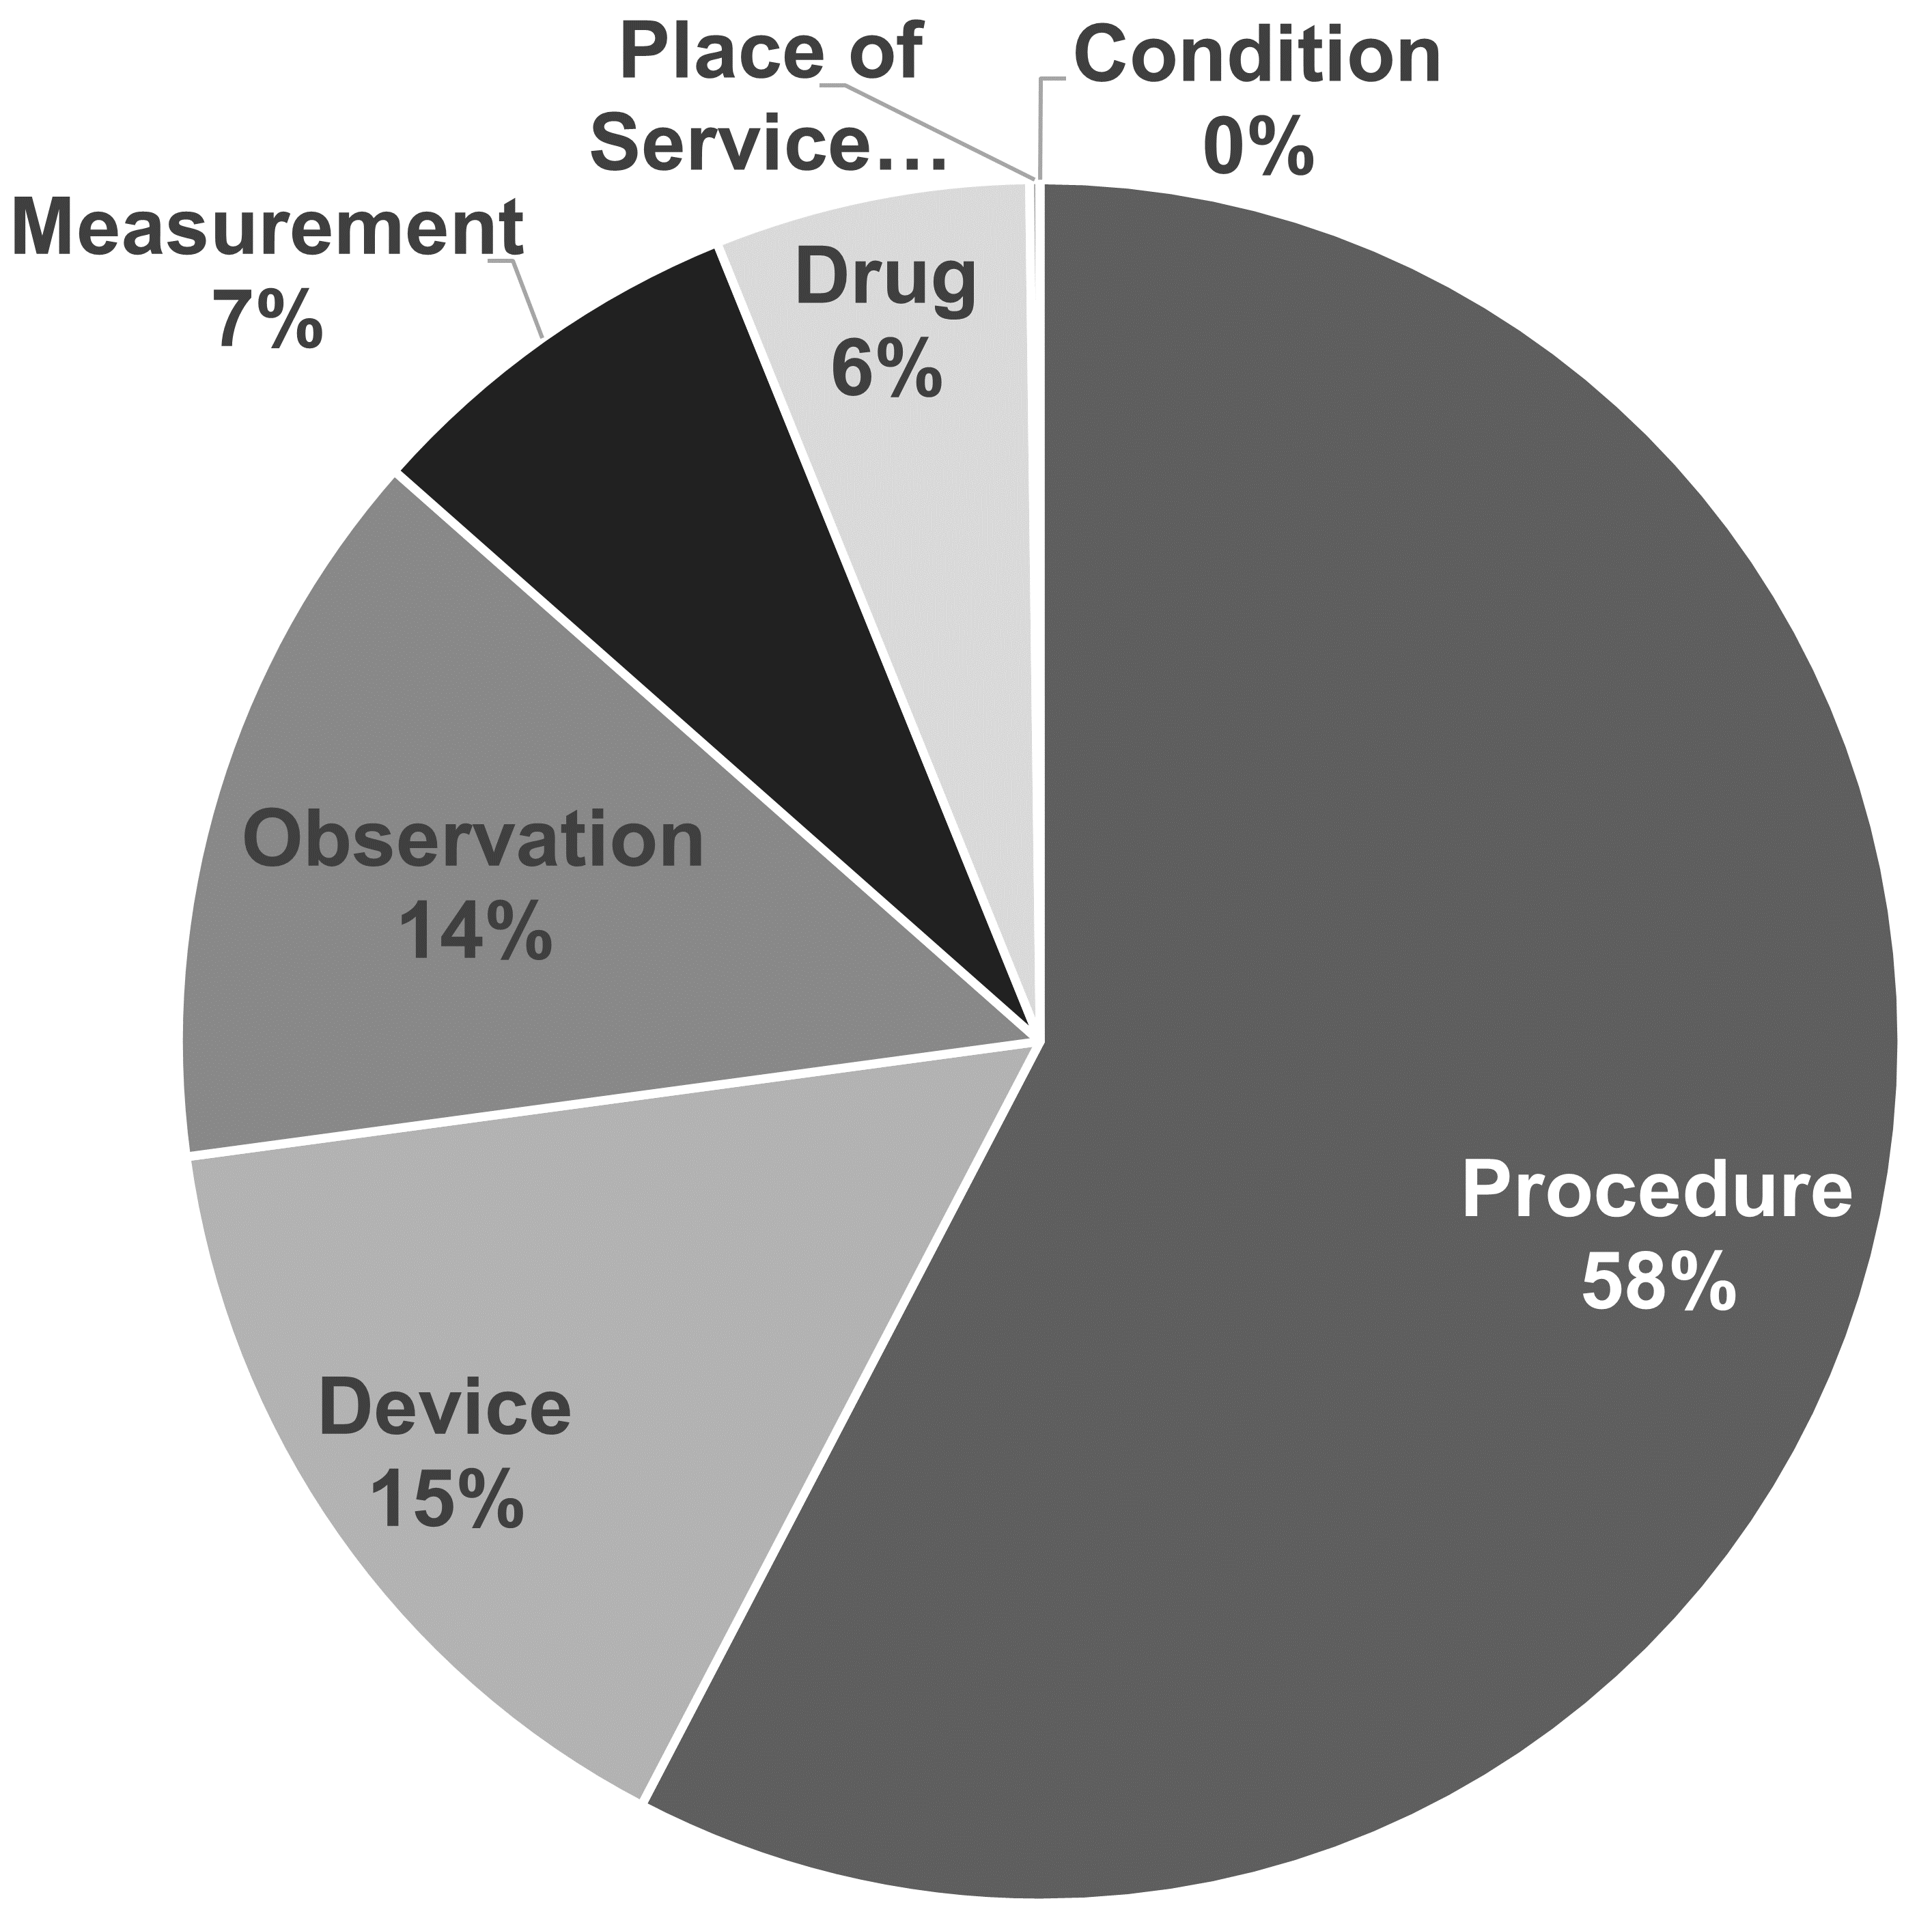 Place of
Service...
Condition
0%
Measurement
7%
Drug
6%
Observation
14%
Procedure
58%
Device
15%